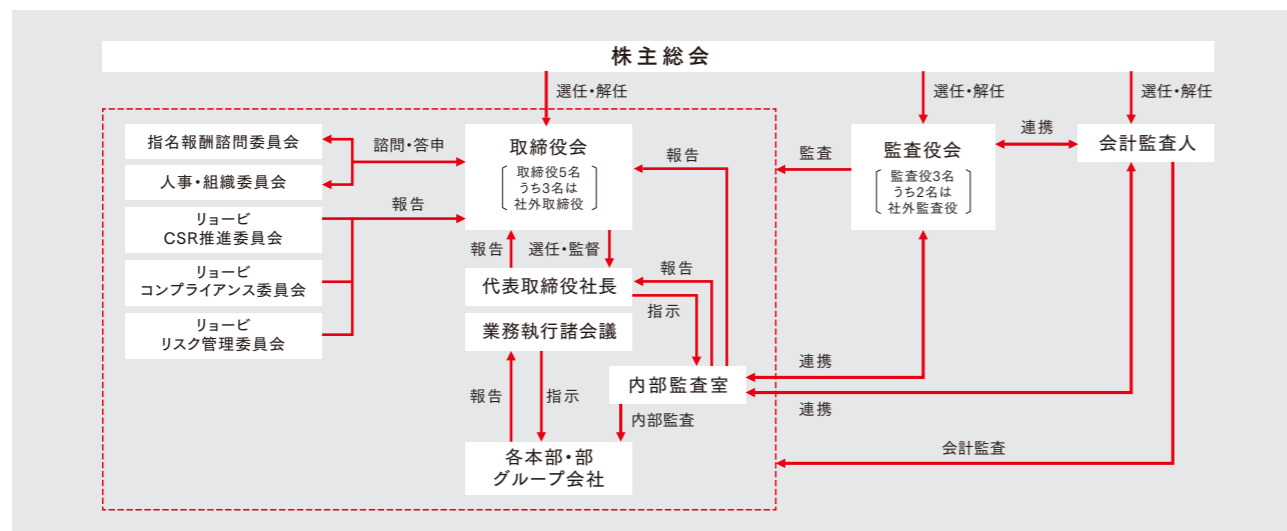 株主総会
選任・解任
選任・解任
選任・解任
指名報酬諮問委員会
人事・組織委員会
諮問・答申
リョービ
CSR推進委員会
リョービ
コンプライアンス委員会
リョービ
リスク管理委員会
報告
取締役会
取締役5名
うち3名は
社外取締役
報告
監査
監査役会
監査役3名
うち2名は
社外監査役
連携
会計監査人
報告
選任・監督
代表取締役社長
報告
指示
業務執行諸会議
内部監査室
連携
連携
報告
指示
内部監査
各本部・部
グループ会社
会計監査